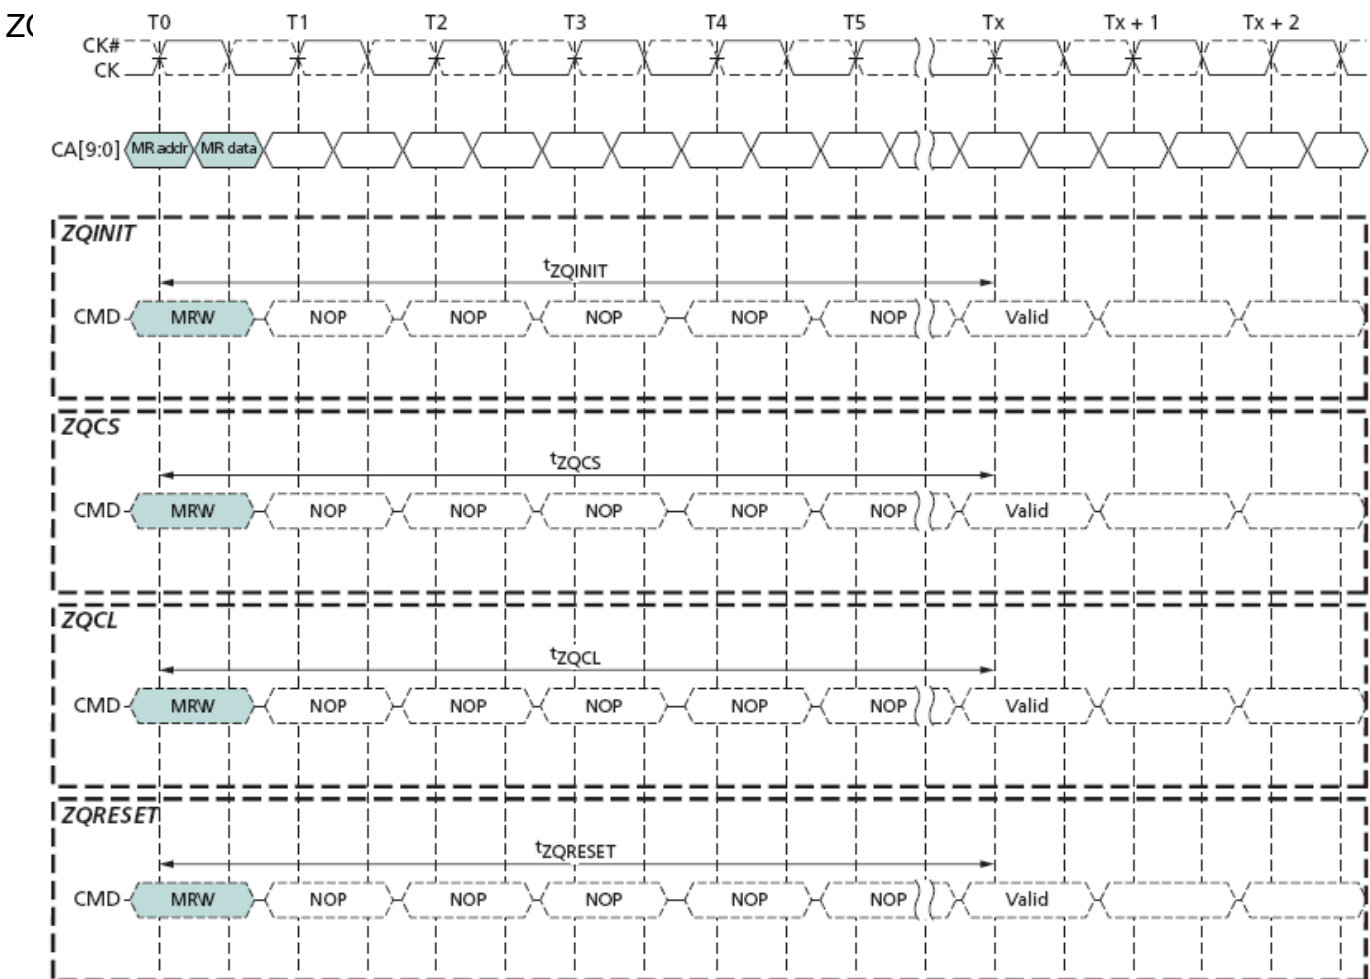 T0 T1 T2 T3 T4 T5 Tx Tx + 1 Tx + 2
CK#
CK
CA[9:0] MR addr MR data
ZQINIT
tZQINIT
CMD MRW NOP NOP NOP NOP NOP Valid
ZQCS
tZQCS
CMD MRW NOP NOP NOP NOP NOP Valid
ZQCL
tZQCL
CMD MRW NOP NOP NOP NOP NOP Valid
ZQRESET
tZQRESET
CMD MRW NOP NOP NOP NOP NOP Valid